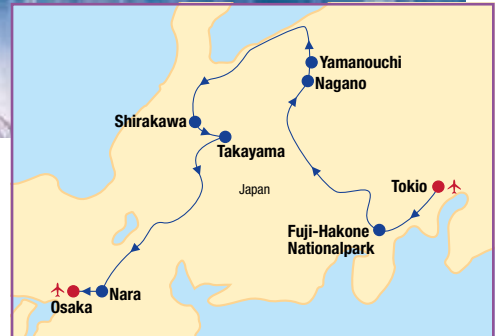 Yamanouchi
Nagano
Shirakawa
Takayama
Japan
Tokio
Fuji-Hakone
Nationalpark
Nara
Osaka